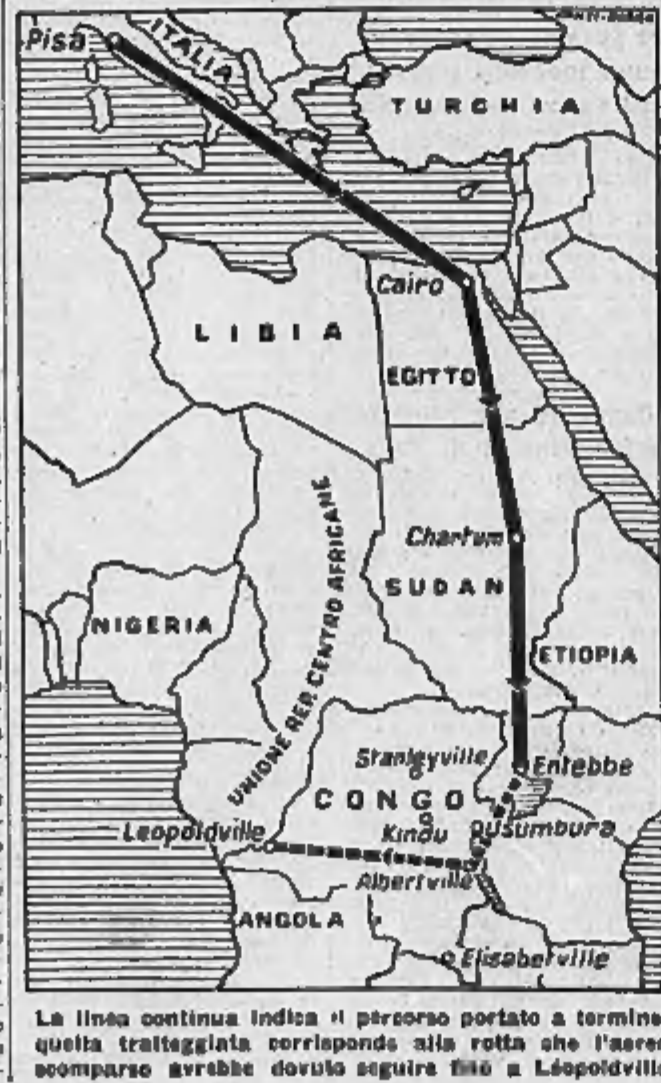 Pisa
ITALIA
TURCHIA
Cairo
LIBIA
EGITTO
Chartum
SUDAN
NIGERIA
ETIOPIA
UNIONE REP CENTRO AFRICANE
Stanleyville
Entebbe
CONGO
Leopoldville
Kindu
Usumbura
Albertville
ANGOLA
Elisabetville
La linea continua indica il percorso portato a termine
quella tratteggiata corrisponde alla rotta che l'aereo
scomparso avrebbe dovuto seguire fino a Léopoldville